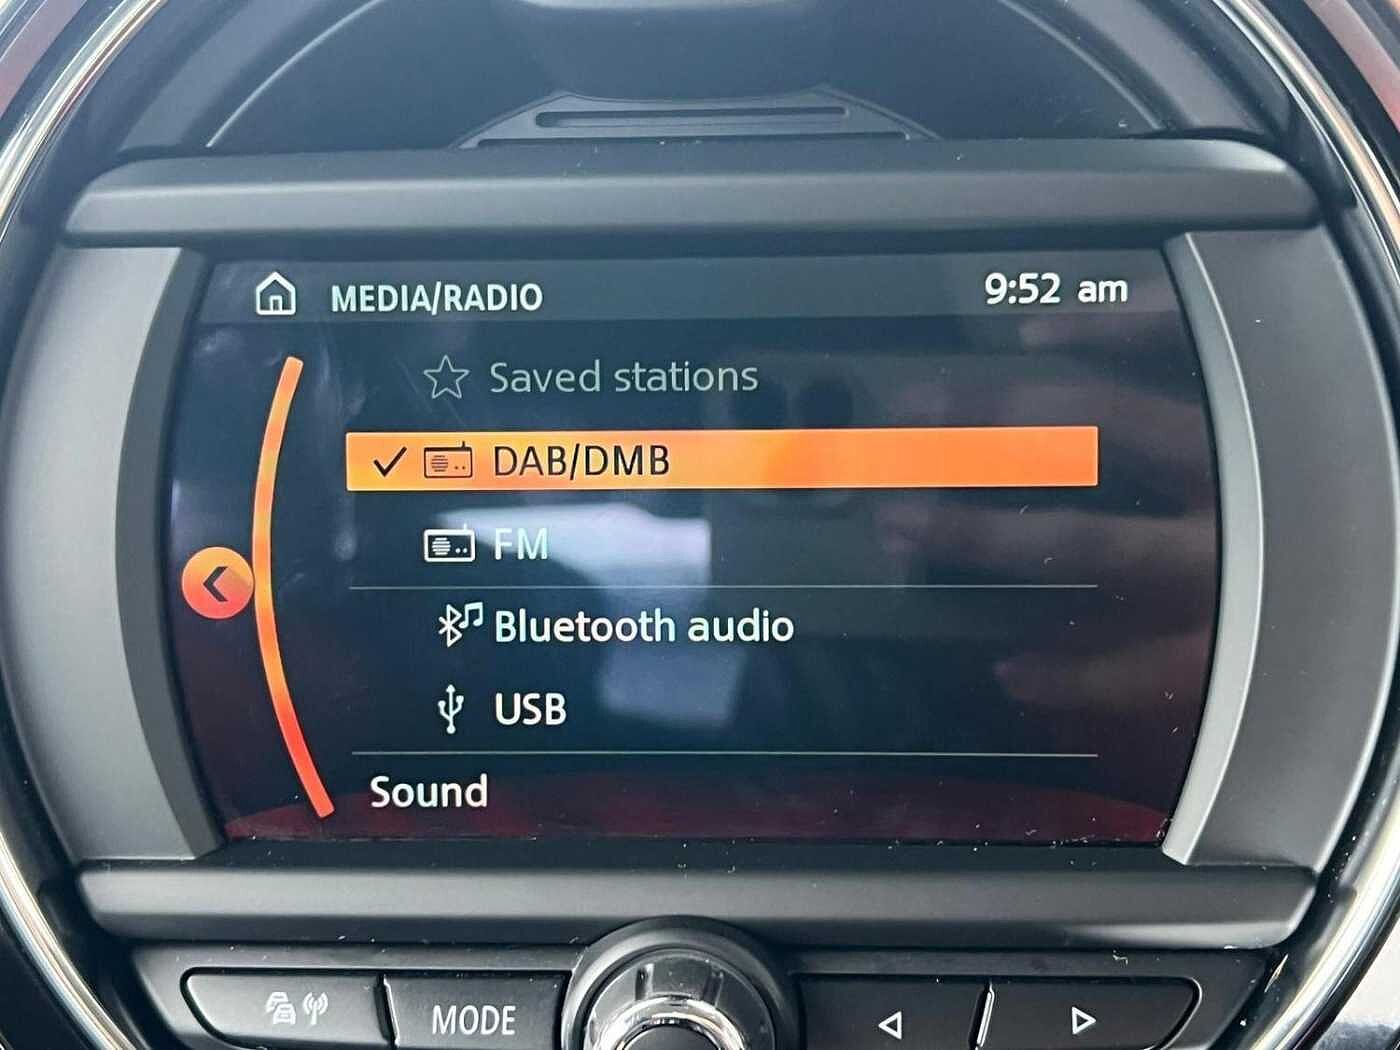 MEDIA/RADIO 9:52 am
Saved stations
DAB/DMB
FM
Bluetooth audio
USB
Sound
MODE